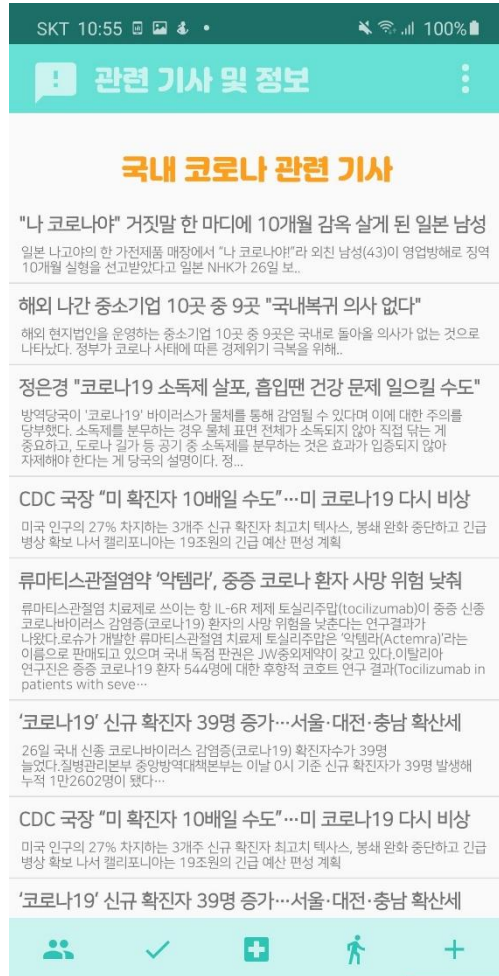 SKT 10:55
100%
관련 기사 및 정보
국내 코로나 관련 기사
"나 코로나야" 거짓말 한 마디에 10개월 감옥 살게 된 일본 남성
일본 나고야의 한 가전제품 매장에서 “나 코로나야!”라 외친 남성(43)이 영업방해로 징역
10개월 실형을 선고받았다고 일본 NHK가 26일 보..
해외 나간 중소기업 10곳 중 9곳 "국내복귀 의사 없다"
해외 현지법인을 운영하는 중소기업 10곳 중 9곳은 국내로 돌아올 의사가 없는 것으로
나타났다. 정부가 코로나 사태에 따른 경제위기 극복을 위해..
정은경 "코로나19 소독제 살포, 흡입땐 건강 문제 일으킬 수도"
방역당국이 '코로나19' 바이러스가 물체를 통해 감염될 수 있다며 이에 대한 주의를
당부했다. 소독제를 분무하는 경우 물체 표면 전체가 소독되지 않아 직접 닦는 게
중요하고, 도로나 길가 등 공기 중 소독제를 분무하는 것은 효과가 입증되지 않아
자제해야 한다는 게 당국의 설명이다. 정...
CDC 국장 “미 확진자 10배일 수도”…미 코로나19 다시 비상
미국 인구의 27% 차지하는 3개주 신규 확진자 최고치 텍사스, 봉쇄 완화 중단하고 긴급
병상 확보 나서 캘리포니아는 19조원의 긴급 예산 편성 계획
류마티스관절염약 ‘악템라’, 중증 코로나 환자 사망 위험 낮춰
류마티스관절염 치료제로 쓰이는 항 IL-6R 제제 토실리주맙(tocilizumab)이 중증 신종
코로나바이러스 감염증(코로나19) 환자의 사망 위험을 낮춘다는 연구결과가
나왔다.로슈가 개발한 류마티스관절염 치료제 토실리주맙은 ‘악템라(Actemra)’라는
이름으로 판매되고 있으며 국내 독점 판권은 JW중외제약이 갖고 있다.이탈리아
연구진은 중증 코로나19 환자 544명에 대한 후향적 코호트 연구 결과(Tocilizumab in
patients with seve…
‘코로나19’ 신규 확진자 39명 증가…서울·대전·충남 확산세
26일 국내 신종 코로나바이러스 감염증(코로나19) 확진자수가 39명
늘었다.질병관리본부 중앙방역대책본부는 이날 0시 기준 신규 확진자가 39명 발생해
누적 1만2602명이 됐다…
CDC 국장 “미 확진자 10배일 수도”…미 코로나19 다시 비상
미국 인구의 27% 차지하는 3개주 신규 확진자 최고치 텍사스, 봉쇄 완화 중단하고 긴급
병상 확보 나서 캘리포니아는 19조원의 긴급 예산 편성 계획
‘코로나19’ 신규 확진자 39명 증가…서울·대전·충남 확산세